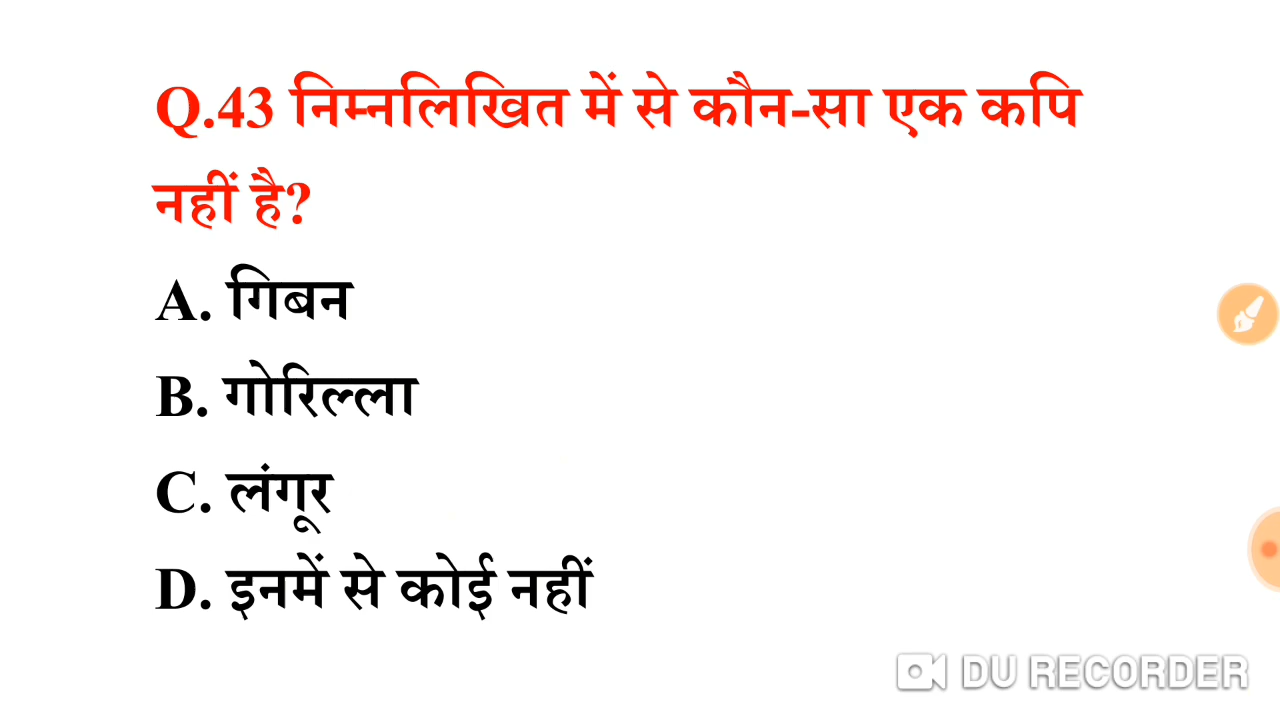 Q.43 निम्नलिखित में से कौन-सा एक कपि
नहीं है?
A. गिबन
B. गोरिल्ला
C. लंगूर
D. इनमें से कोई नहीं
DU RECORDER